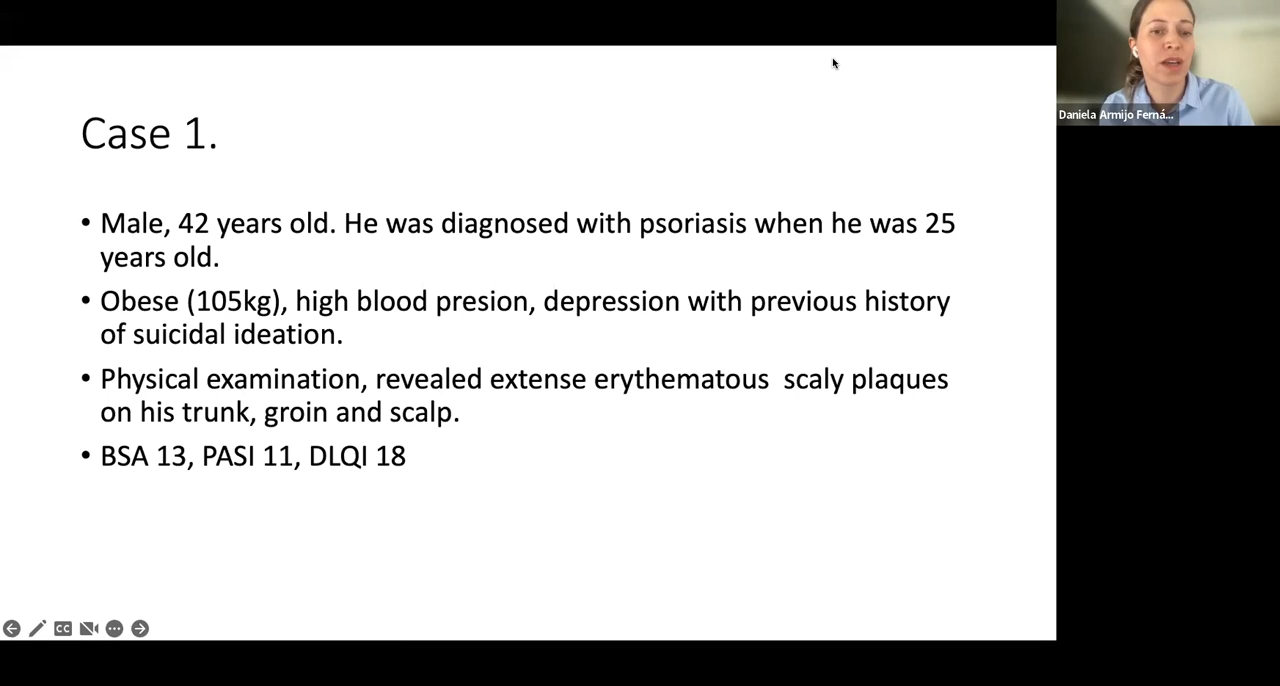 Case 1.
• Male, 42 years old. He was diagnosed with psoriasis when he was 25
years old.
• Obese (105kg), high blood presion, depression with previous history
of suicidal ideation.
• Physical examination, revealed extense erythematous  scaly plaques
on his trunk, groin and scalp.
• BSA 13, PASI 11, DLQI 18
Daniela Armijo Ferná...
CC